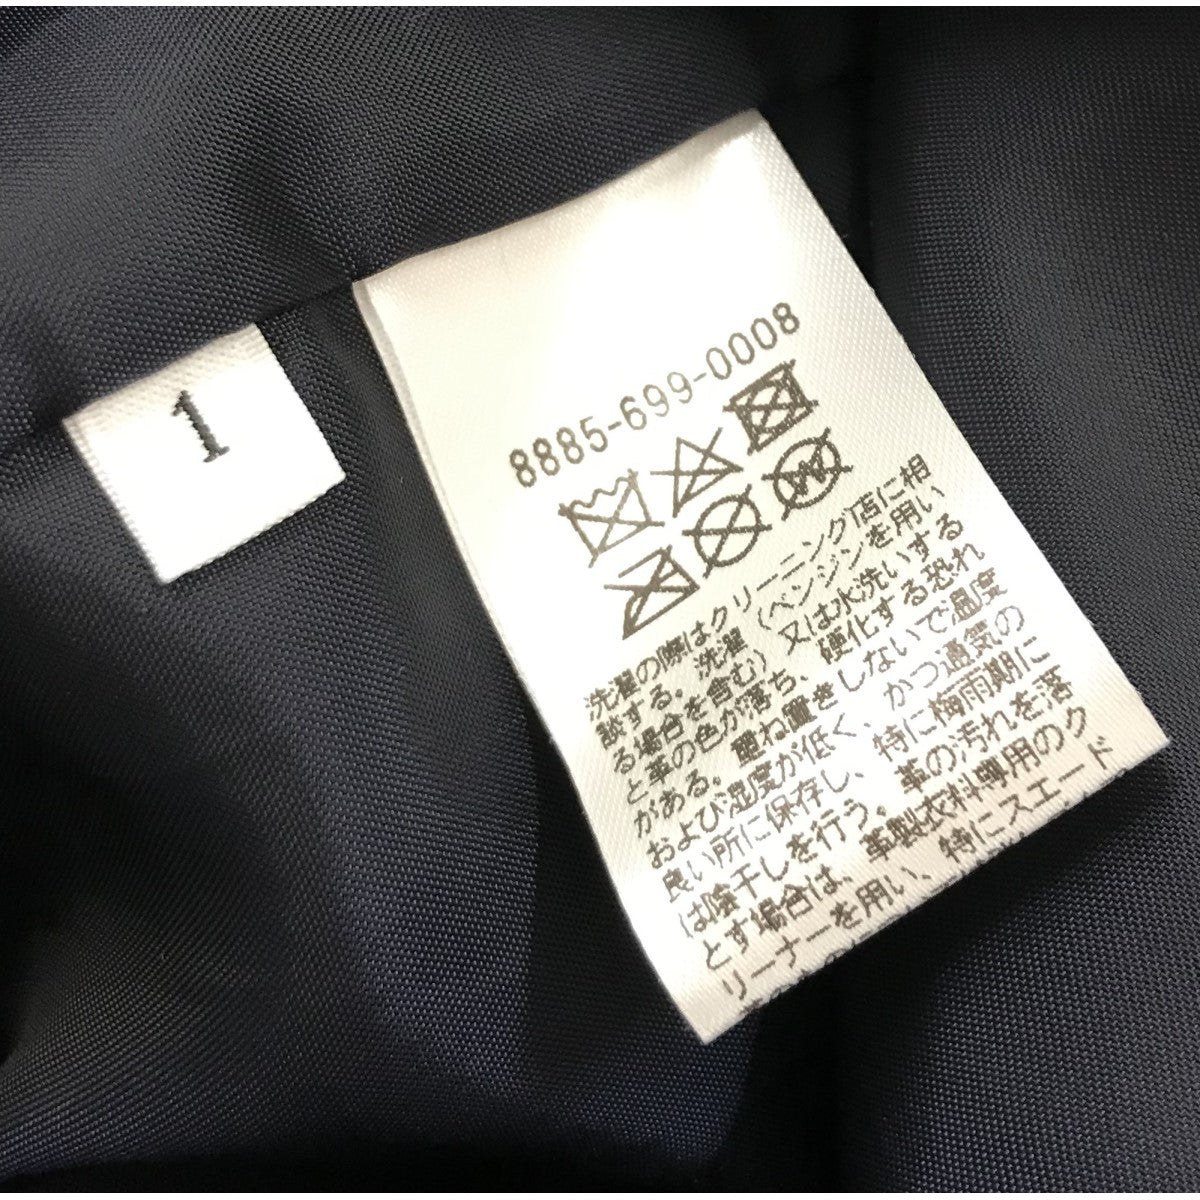 1
8885-699-0008
洗濯の際はクリーニング店に相
談する。洗濯（ベンジンを用い
る場合を含む）又は水洗いする
と革の色が落ち、硬化する恐れ
がある。重ね置きしないで温度
および湿度が低く、かつ通気の
良い所に保存し、特に梅雨期に
は陰干しを行う。革の汚れを落
とす場合は、革製衣料専用のク
リーナーを用い、特にスエード